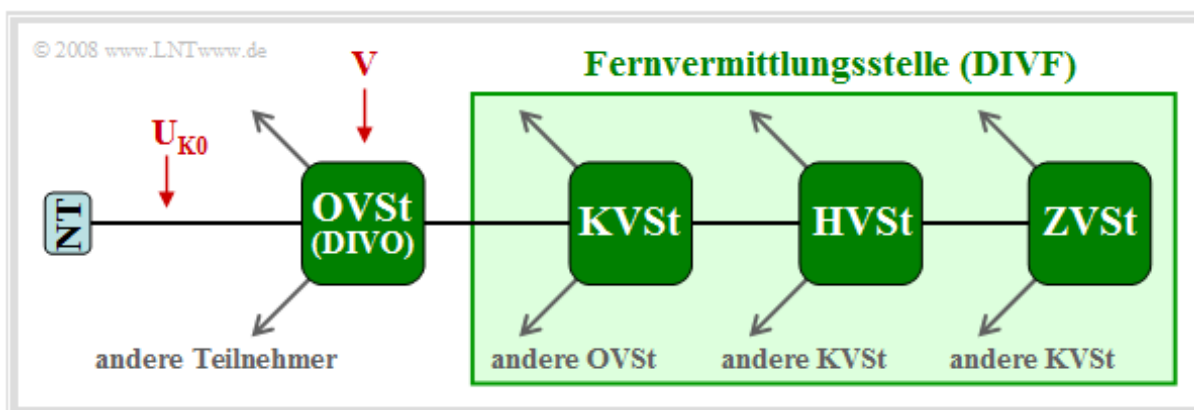 © 2008 www.LNTwww.de
V
Fernvermittlungsstelle (DIVF)
U_K0
NT
OVSt
(DIVO)
KVSt
HVSt
ZVSt
andere Teilnehmer
andere OVSt
andere KVSt
andere KVSt